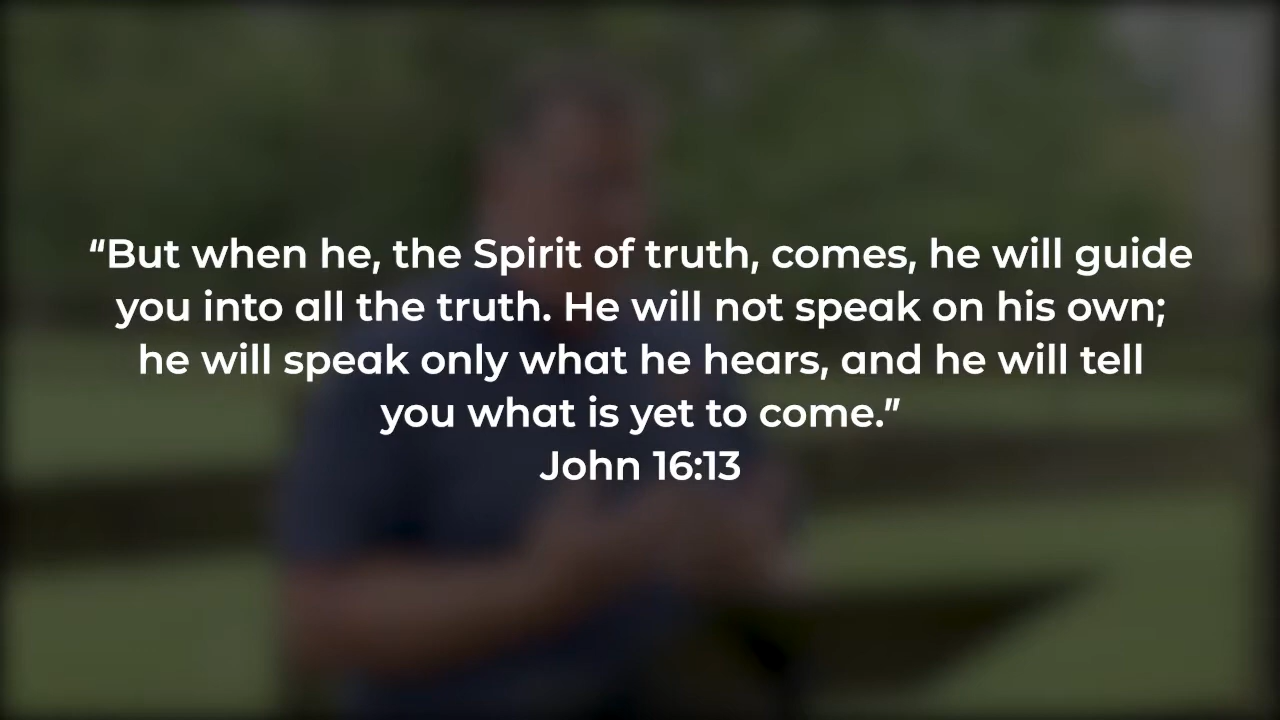 “But when he, the Spirit of truth, comes, he will guide
you into all the truth. He will not speak on his own;
he will speak only what he hears, and he will tell
you what is yet to come.”
John 16:13